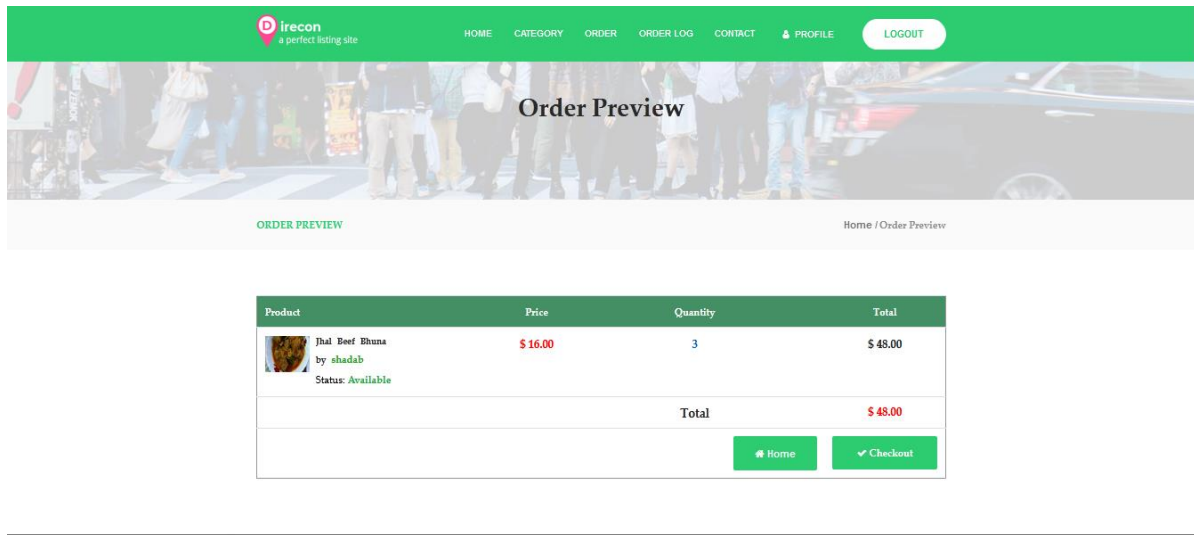 Direcon
a perfect listing site
HOME CATEGORY ORDER ORDER LOG CONTACT PROFILE LOGOUT
Order Preview
ORDER PREVIEW
Home / Order Preview
Product Price Quantity Total
Jhal Beef Bhuna $ 16.00 3 $ 48.00
by shadab
Status: Available
Total $ 48.00
Home Checkout